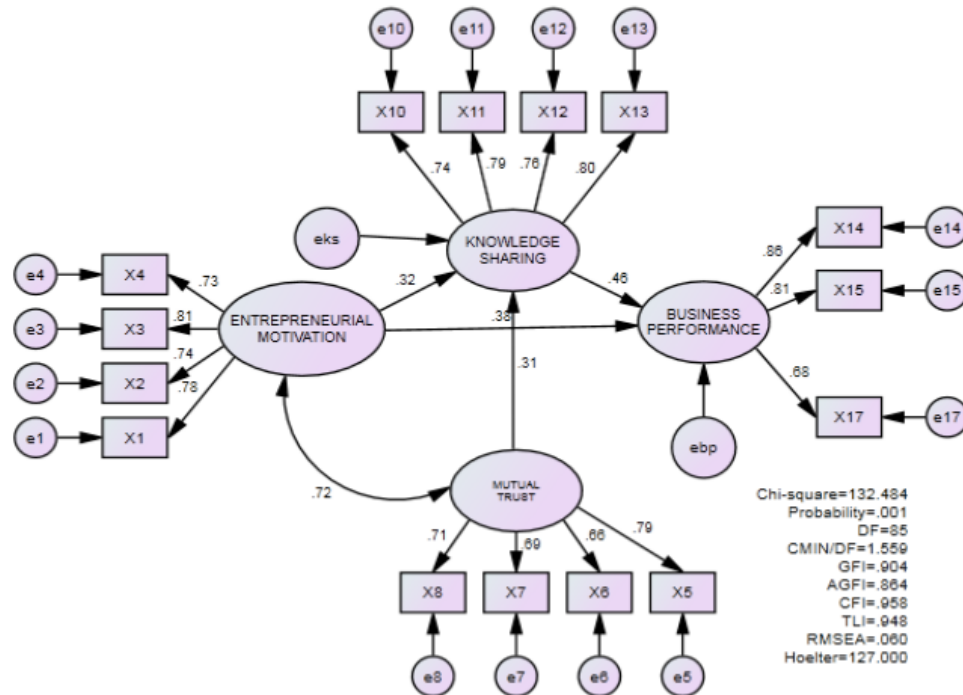 e10 e11 e12 e13
X10 X11 X12 X13
.74 .79 .76 .80
eks
KNOWLEDGE
SHARING
X14 e14
.86
e4 X4
.73
.32
.46
.81 X15 e15
e3 X3
.81
ENTREPRENEURIAL
MOTIVATION
.38
BUSINESS
PERFORMANCE
e2 X2
.74
.31
.68
e1 X1
.78
X17 e17
ebp
.72
MUTUAL
TRUST
.71 .69 .66 .79
X8 X7 X6 X5
e8 e7 e6 e5
Chi-square=132.484
Probability=.001
DF=85
CMIN/DF=1.559
GFI=.904
AGFI=.864
CFI=.958
TLI=.948
RMSEA=.060
Hoelter=127.000